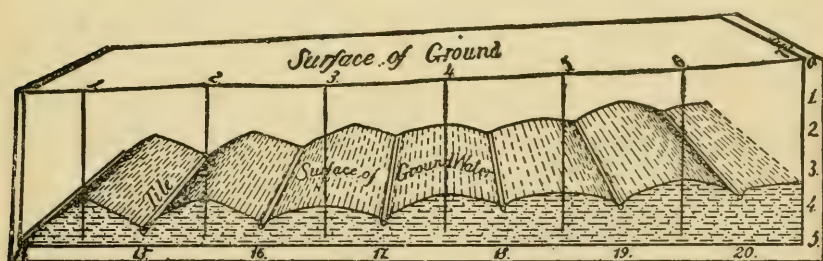 Surface of Ground
1 2 3. 4 5 6
0.
1.
2.
3.
4.
5.
Tile
Surface of Ground Water
15. 16. 17. 18. 19. 20.